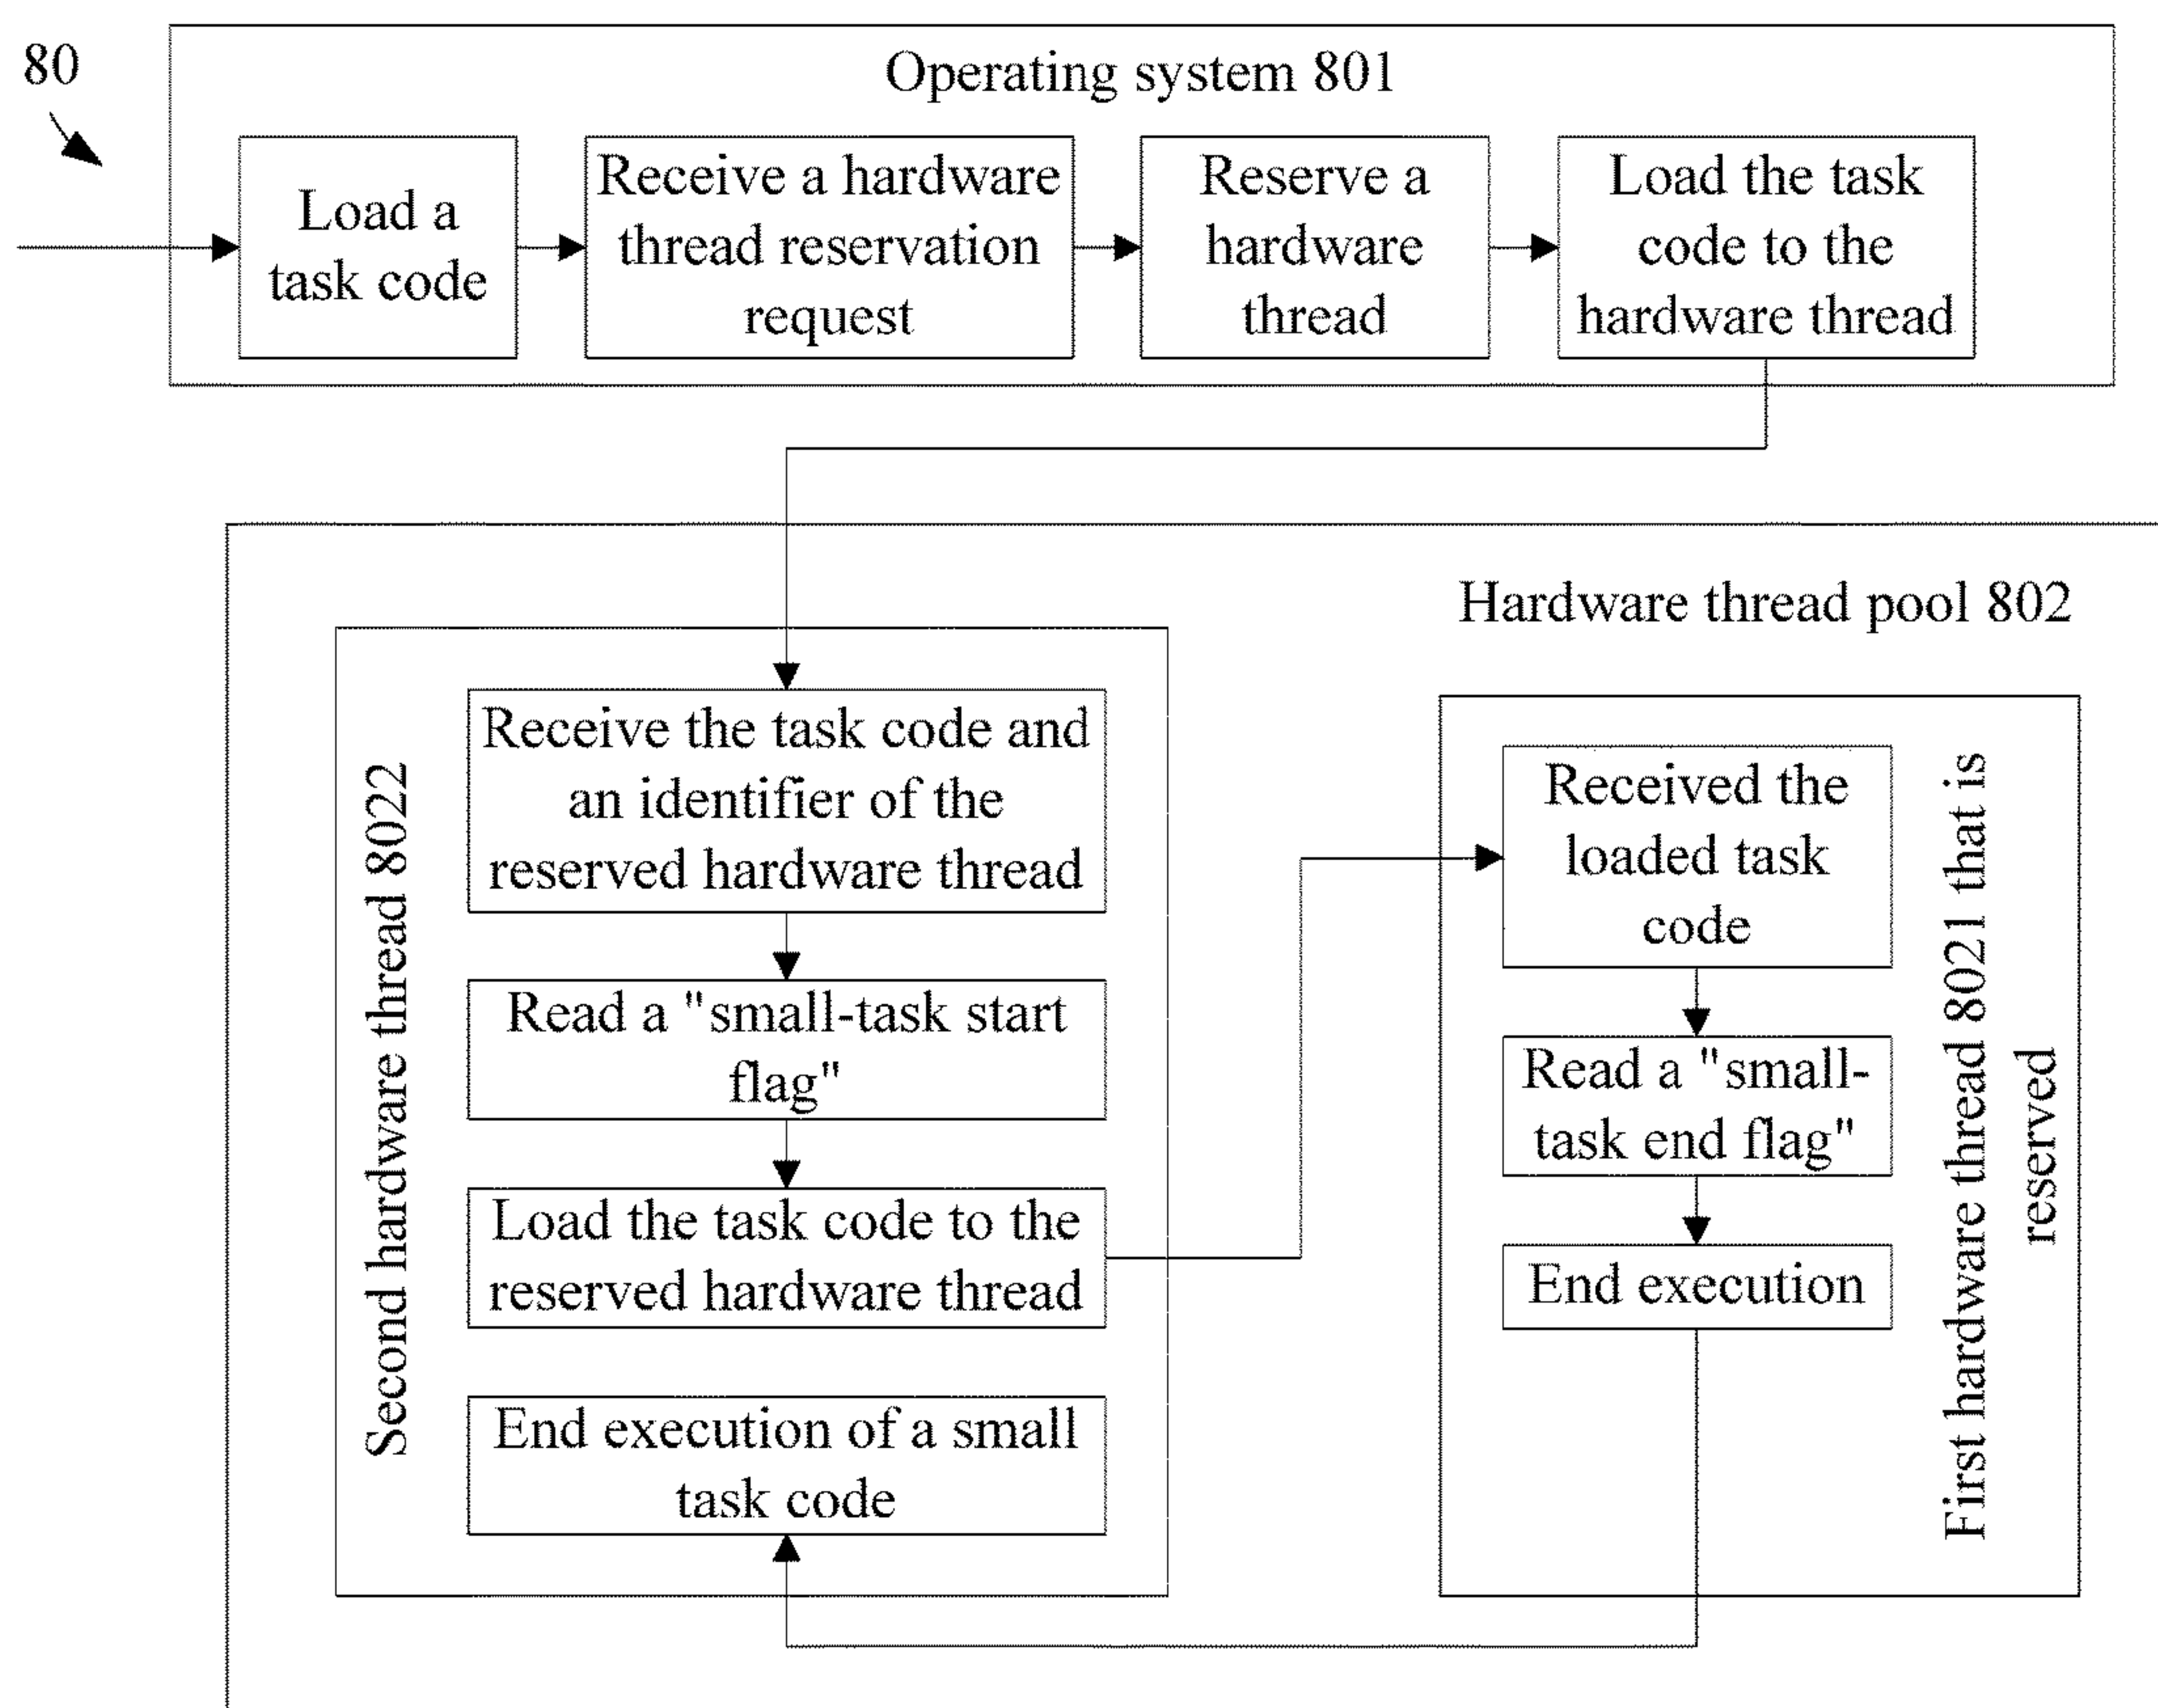 80
Operating system 801
Load a
task code
Receive a hardware
thread reservation
request
Reserve a
hardware
thread
Load the task
code to the
hardware thread
Hardware thread pool 802
Second hardware thread 8022
Receive the task code and
an identifier of the
reserved hardware thread
Read a "small-task start
flag"
Load the task code to the
reserved hardware thread
End execution of a small
task code
Received the
loaded task
code
Read a "small-
task end flag"
End execution
First hardware thread 8021 that is
reserved